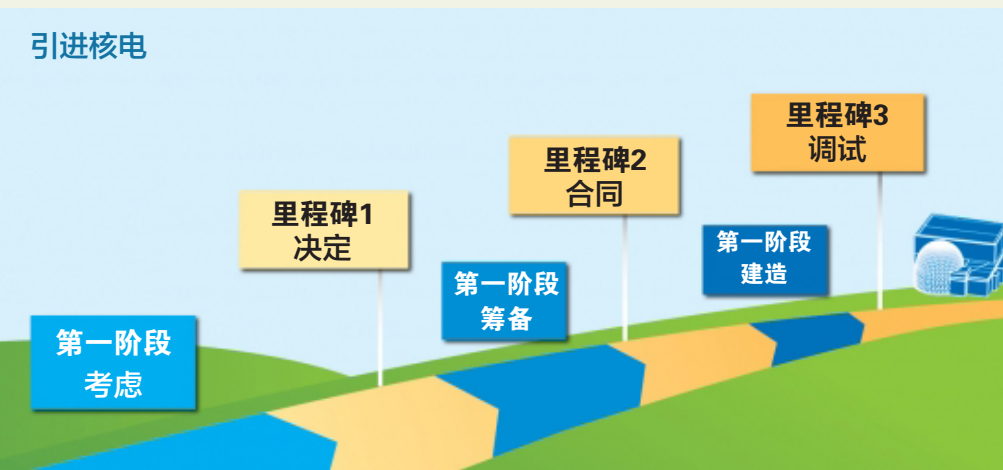 引进核电
里程碑3
调试
里程碑2
合同
里程碑1
决定
第一阶段
建造
第一阶段
筹备
第一阶段
考虑